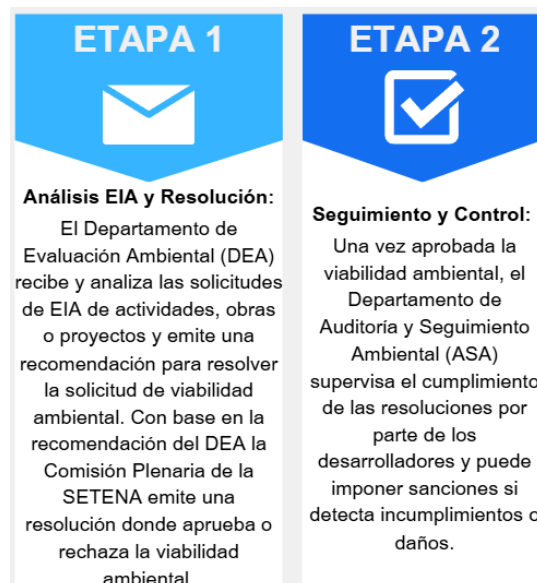 ETAPA 1
Análisis EIA y Resolución:
El Departamento de
Evaluación Ambiental (DEA)
recibe y analiza las solicitudes
de EIA de actividades, obras
o proyectos y emite una
recomendación para resolver
la solicitud de viabilidad
ambiental. Con base en la
recomendación del DEA la
Comisión Plenaria de la
SETENA emite una
resolución donde aprueba o
rechaza la viabilidad
ambiental.
ETAPA 2
Seguimiento y Control:
Una vez aprobada la
viabilidad ambiental, el
Departamento de
Auditoría y Seguimiento
Ambiental (ASA)
supervisa el cumplimiento
de las resoluciones por
parte de los
desarrolladores y puede
imponer sanciones si
detecta incumplimientos o
daños.